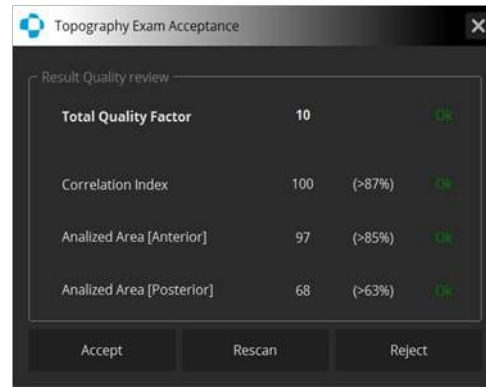 Topography Exam Acceptance
Result Quality review
Total Quality Factor 10 Ok
Correlation Index 100 (>87%) Ok
Analized Area [Anterior] 97 (>85%) Ok
Analized Area [Posterior] 68 (>63%) Ok
Accept Rescan Reject